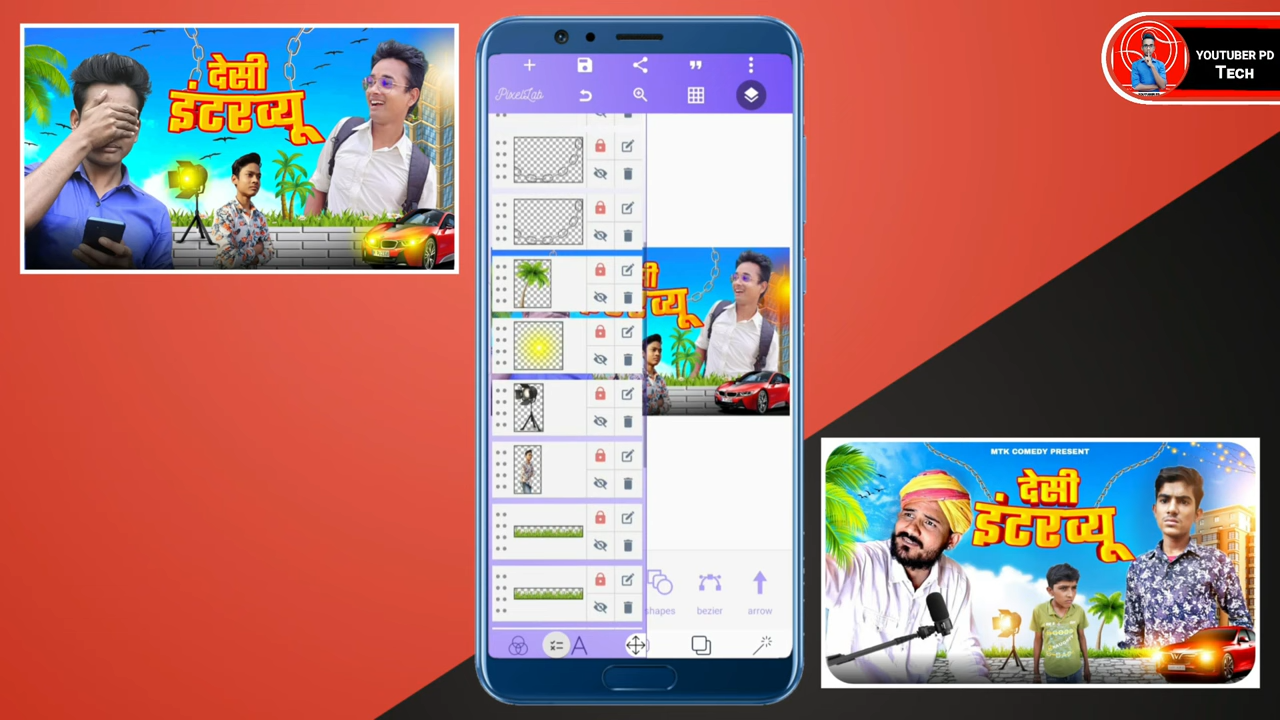 देसी
इंटरव्यू
PixelLab
shapes
bezier
arrow
YOUTUBER PD
TECH
MTK COMEDY PRESENT
देसी
इंटरव्यू